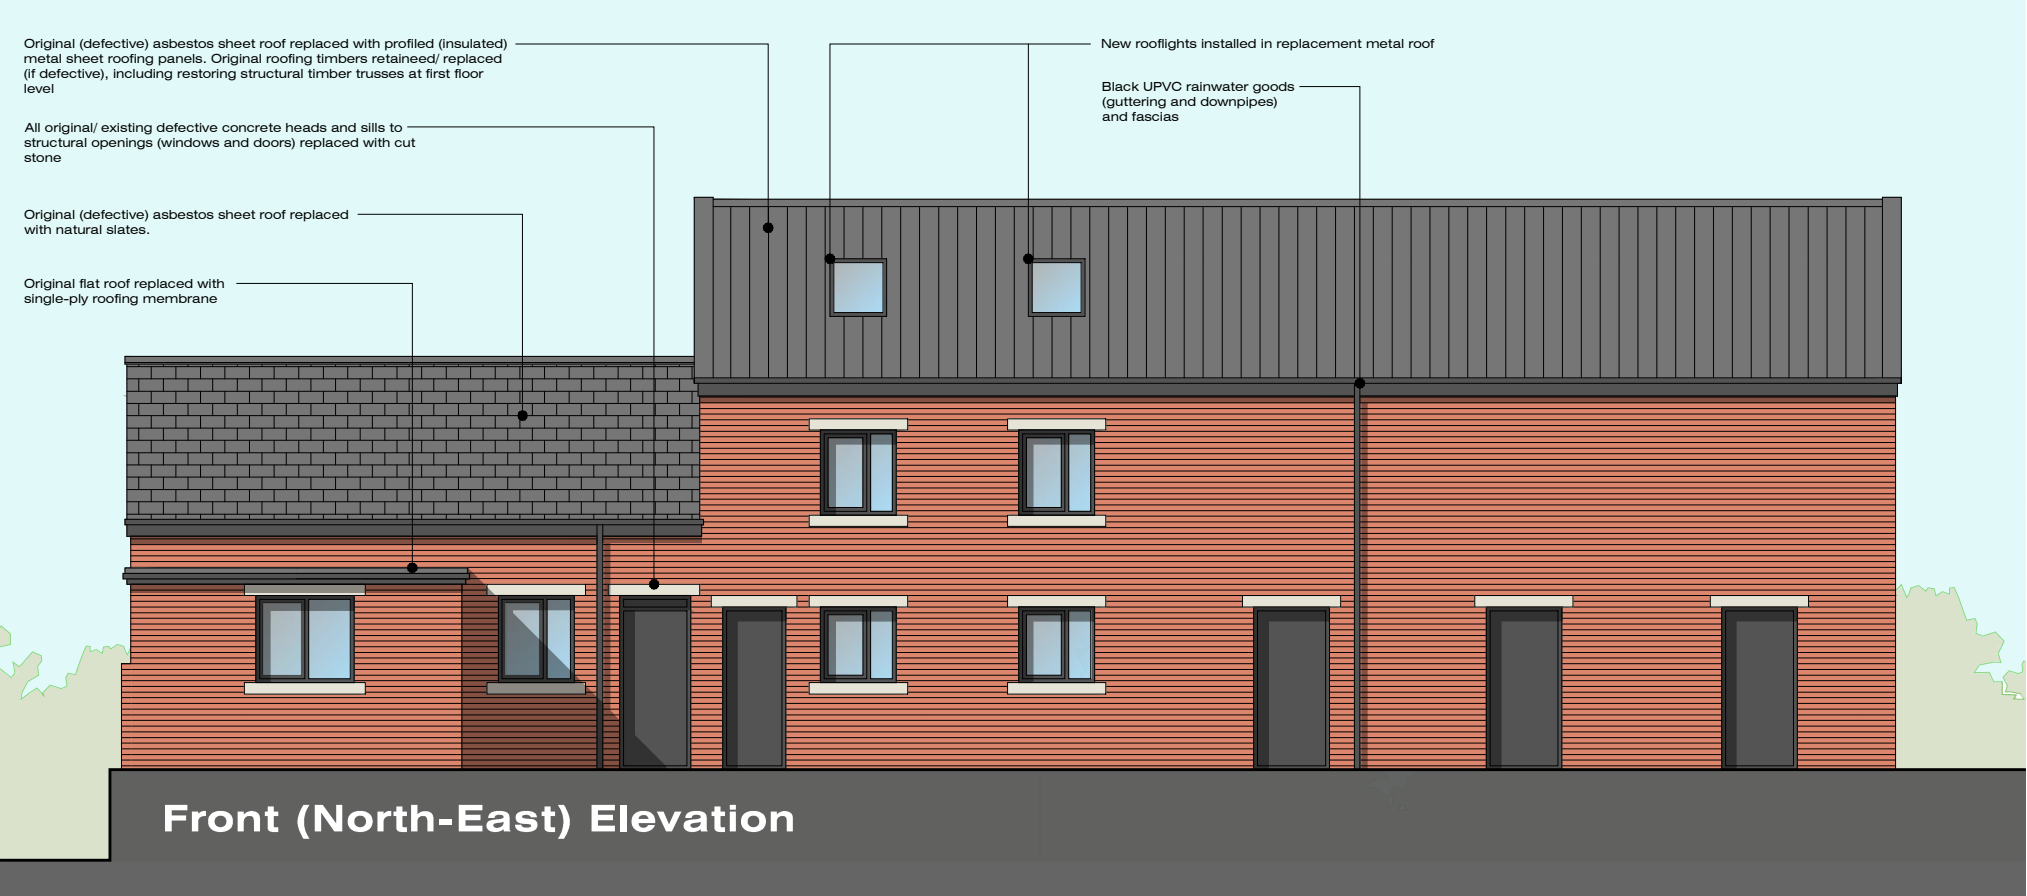 Original (defective) asbestos sheet roof replaced with profiled (insulated)
metal sheet roofing panels. Original roofing timbers retaineed/ replaced
(if defective), including restoring structural timber trusses at first floor
level
All original/ existing defective concrete heads and sills to
structural openings (windows and doors) replaced with cut
stone
Original (defective) asbestos sheet roof replaced
with natural slates.
Original flat roof replaced with
single-ply roofing membrane
New rooflights installed in replacement metal roof
Black UPVC rainwater goods
(guttering and downpipes)
and fascias
Front (North-East) Elevation